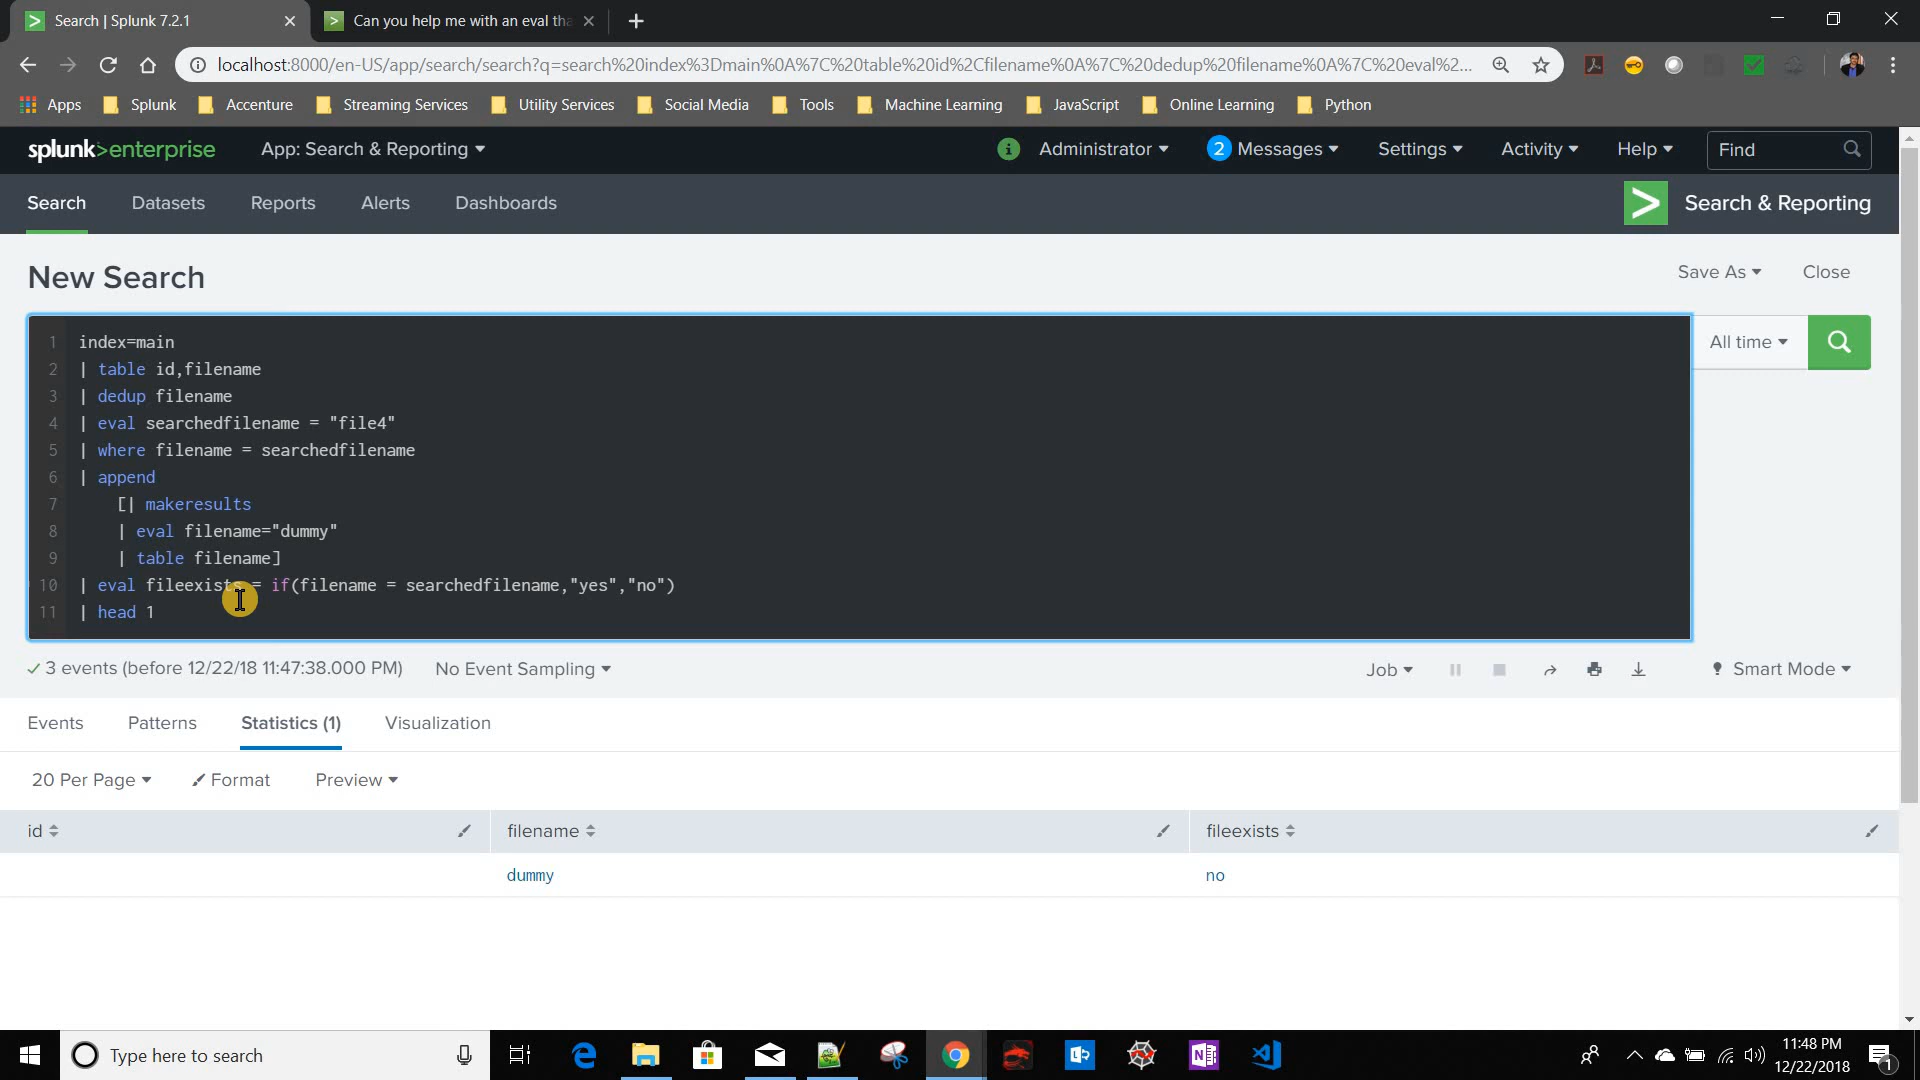 Search | Splunk 7.2.1
Can you help me with an eval tha
localhost:8000/en-US/app/search/search?q=search%20index%3Dmain%0A%7C%20table%20id%2Cfilename%0A%7C%20dedup%20filename%0A%7C%20eval%2...
Apps Splunk Accenture Streaming Services Utility Services Social Media Tools Machine Learning JavaScript Online Learning Python
splunk>enterprise App: Search & Reporting i Administrator 2 Messages Settings Activity Help Find
Search Datasets Reports Alerts Dashboards > Search & Reporting
New Search
Save As Close
1 index=main
2 | table id,filename
3 | dedup filename
4 | eval searchedfilename = "file4"
5 | where filename = searchedfilename
6 | append
7 [| makeresults
8 | eval filename="dummy"
9 | table filename]
10 | eval fileexists = if(filename = searchedfilename,"yes","no")
11 | head 1
All time
3 events (before 12/22/18 11:47:38.000 PM) No Event Sampling Job Smart Mode
Events Patterns Statistics (1) Visualization
20 Per Page Format Preview
id filename fileexists
dummy no
Type here to search
11:48 PM
12/22/2018
1